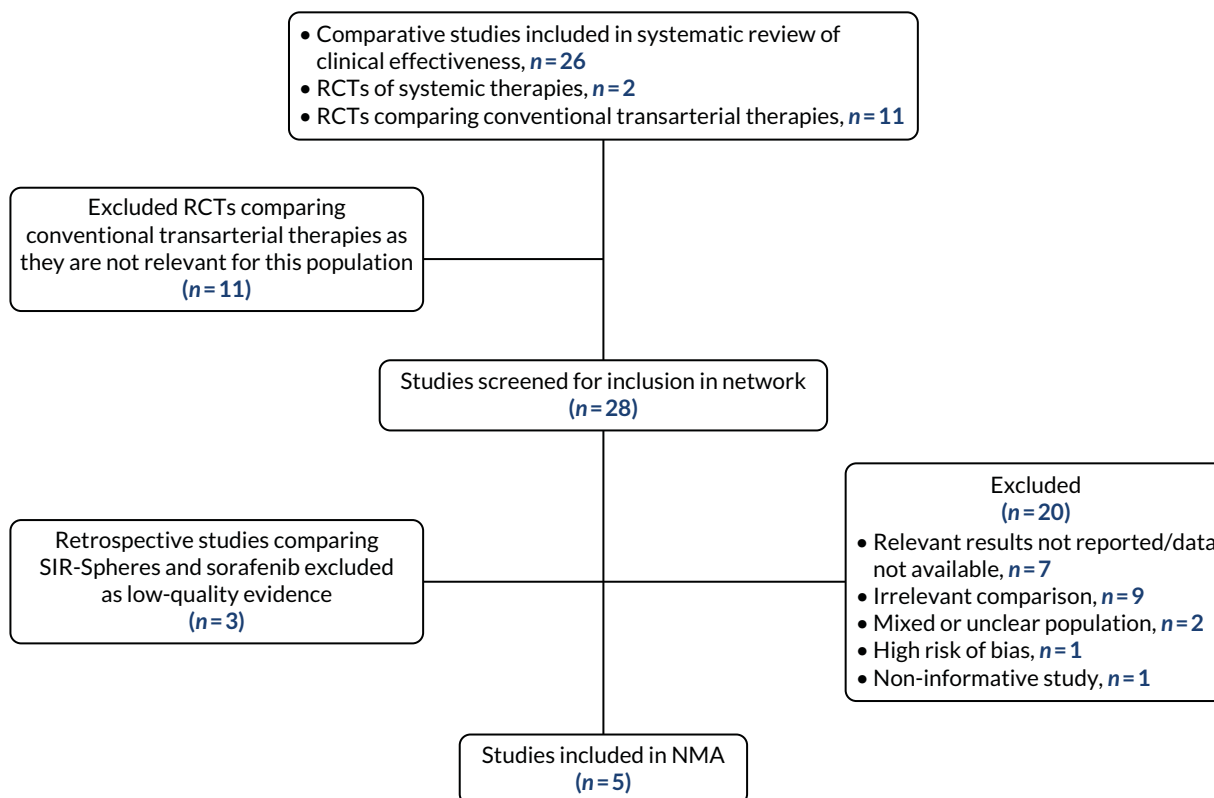 • Comparative studies included in systematic review of
clinical effectiveness, n=26
• RCTs of systemic therapies, n=2
• RCTs comparing conventional transarterial therapies, n=11
Excluded RCTs comparing
conventional transarterial therapies as
they are not relevant for this population
(n=11)
Studies screened for inclusion in network
(n=28)
Retrospective studies comparing
SIR-Spheres and sorafenib excluded
as low-quality evidence
(n=3)
Excluded
(n=20)
• Relevant results not reported/data
not available, n=7
• Irrelevant comparison, n=9
• Mixed or unclear population, n=2
• High risk of bias, n=1
• Non-informative study, n=1
Studies included in NMA
(n=5)